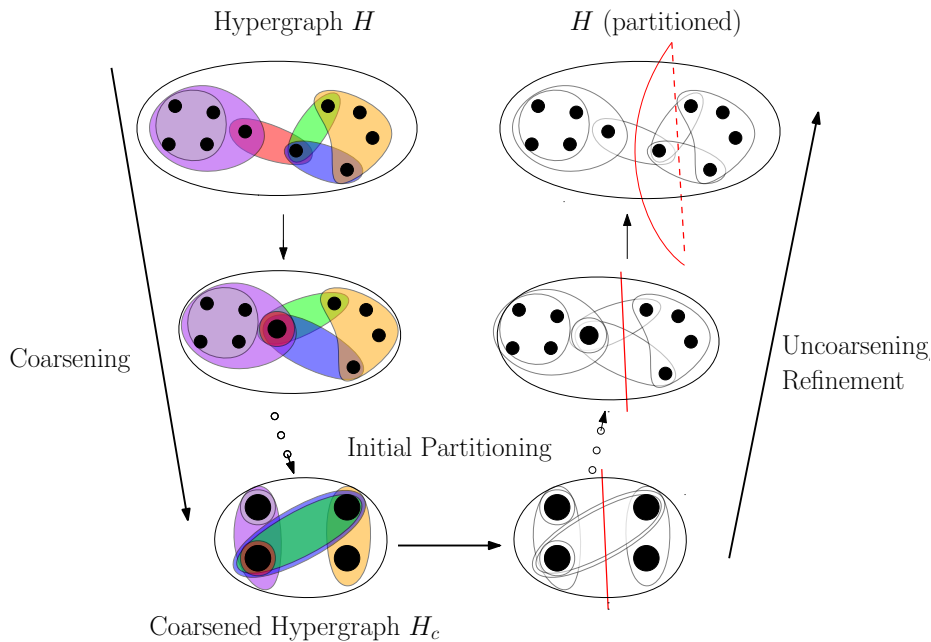 Hypergraph H
H (partitioned)
Coarsening
Uncoarsening,
Refinement
Initial Partitioning
Coarsened Hypergraph H_c